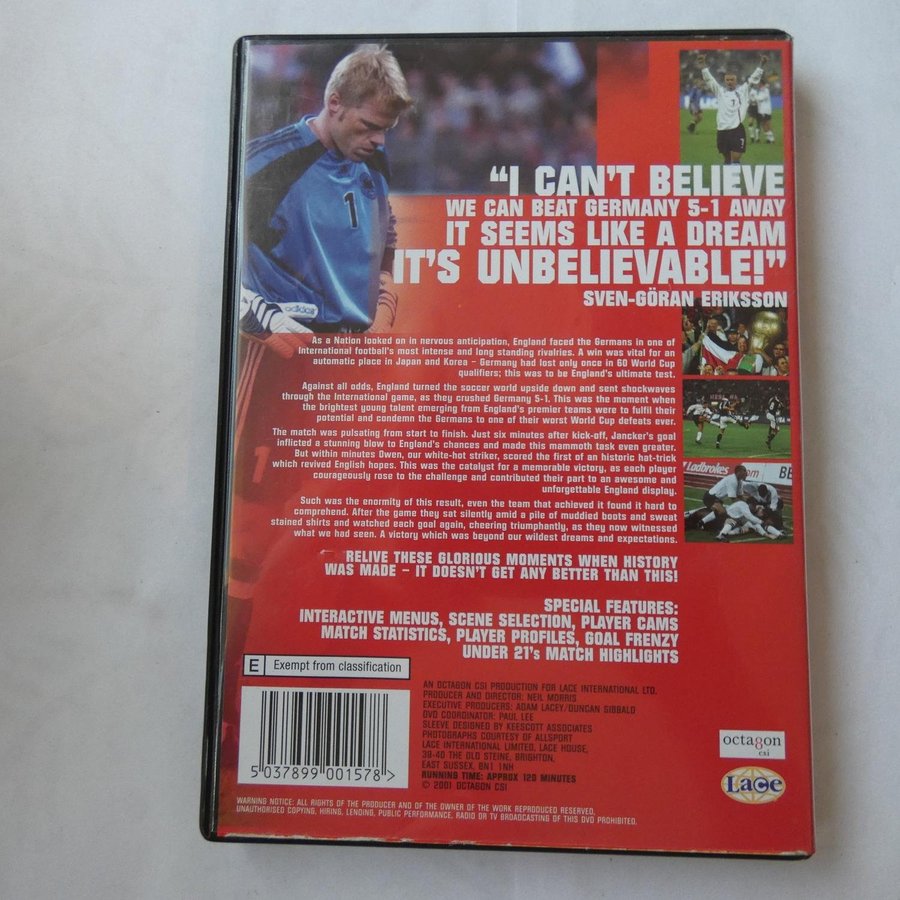 1
adidas
7
"I CAN'T BELIEVE
WE CAN BEAT GERMANY 5-1 AWAY
IT SEEMS LIKE A DREAM
IT'S UNBELIEVABLE!"
SVEN-GÖRAN ERIKSSON
As a Nation looked on in nervous anticipation, England faced the Germans in one of
International football's most intense and long standing rivalries. A win was vital for an
automatic place in Japan and Korea – Germany had lost only once in 60 World Cup
qualifiers; this was to be England's ultimate test.
Against all odds, England turned the soccer world upside down and sent shockwaves
through the International game, as they crushed Germany 5-1. This was the moment when
the brightest young talent emerging from England's premier teams were to fulfil their
potential and condemn the Germans to one of their worst World Cup defeats ever.
The match was pulsating from start to finish. Just six minutes after kick-off, Jancker's goal
inflicted a stunning blow to England's chances and made this mammoth task even greater.
But within minutes Owen, our white-hot striker, scored the first of an historic hat-trick
which revived English hopes. This was the catalyst for a memorable victory, as each player
courageously rose to the challenge and contributed their part to an awesome and
unforgettable England display.
Such was the enormity of this result, even the team that achieved it found it hard to
comprehend. After the game they sat silently amid a pile of muddied boots and sweat
stained shirts and watched each goal again, cheering triumphantly, as they now witnessed
what we had seen. A victory which was beyond our wildest dreams and expectations.
Ladbrokes
RELIVE THESE GLORIOUS MOMENTS WHEN HISTORY
WAS MADE – IT DOESN'T GET ANY BETTER THAN THIS!
SPECIAL FEATURES:
INTERACTIVE MENUS, SCENE SELECTION, PLAYER CAMS
MATCH STATISTICS, PLAYER PROFILES, GOAL FRENZY
UNDER 21's MATCH HIGHLIGHTS
E Exempt from classification
5 037899 001578 >
AN OCTAGON CSI PRODUCTION FOR LACE INTERNATIONAL LTD.
PRODUCER AND DIRECTOR: NEIL MORRIS
EXECUTIVE PRODUCERS: ADAM LACEY/DUNCAN SIBBALD
DVD COORDINATOR: PAUL LEE
SLEEVE DESIGNED BY KEESCOTT ASSOCIATES
PHOTOGRAPHS COURTESY OF ALLSPORT
LACE INTERNATIONAL LIMITED, LACE HOUSE,
39-40 THE OLD STEINE, BRIGHTON,
EAST SUSSEX, BN1 1NH
RUNNING TIME: APPROX 120 MINUTES
© 2001 OCTAGON CSI
octagon
csi
Lace
WARNING NOTICE: ALL RIGHTS OF THE PRODUCER AND OF THE OWNER OF THE WORK REPRODUCED RESERVED.
UNAUTHORISED COPYING, HIRING, LENDING, PUBLIC PERFORMANCE, RADIO OR TV BROADCASTING OF THIS DVD PROHIBITED.